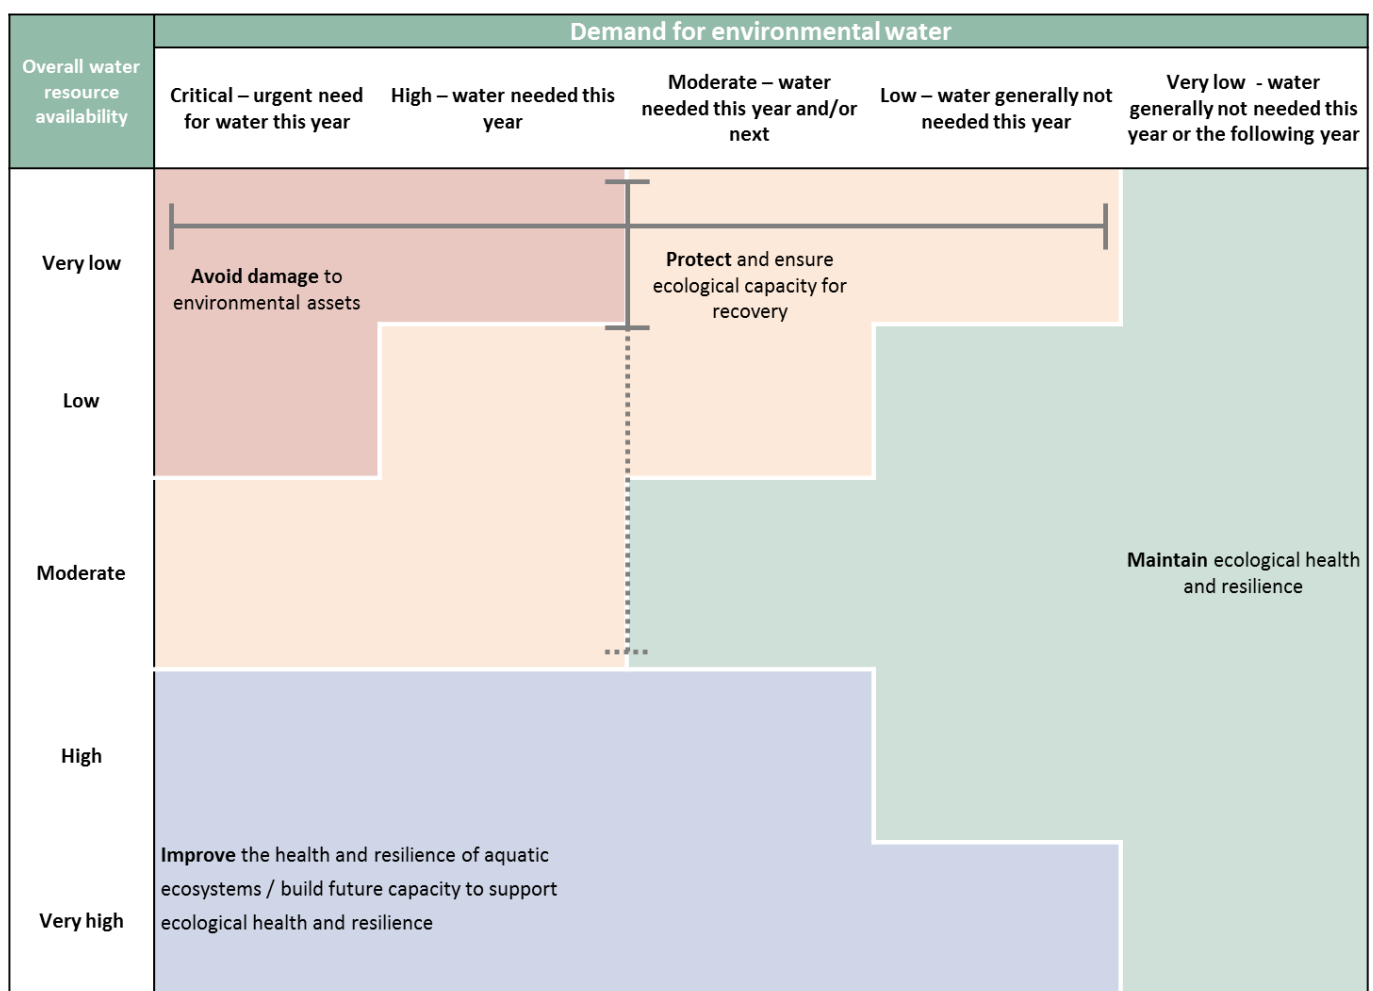 Demand for environmental water
Overall water
resource
availability
Critical – urgent need
for water this year
High – water needed this
year
Moderate – water
needed this year and/or
next
Low – water generally not
needed this year
Very low  - water
generally not needed this
year or the following year
Very low
Avoid damage to
environmental assets
Protect and ensure
ecological capacity for
recovery
Low
Moderate
Maintain ecological health
and resilience
High
Improve the health and resilience of aquatic
ecosystems / build future capacity to support
ecological health and resilience
Very high